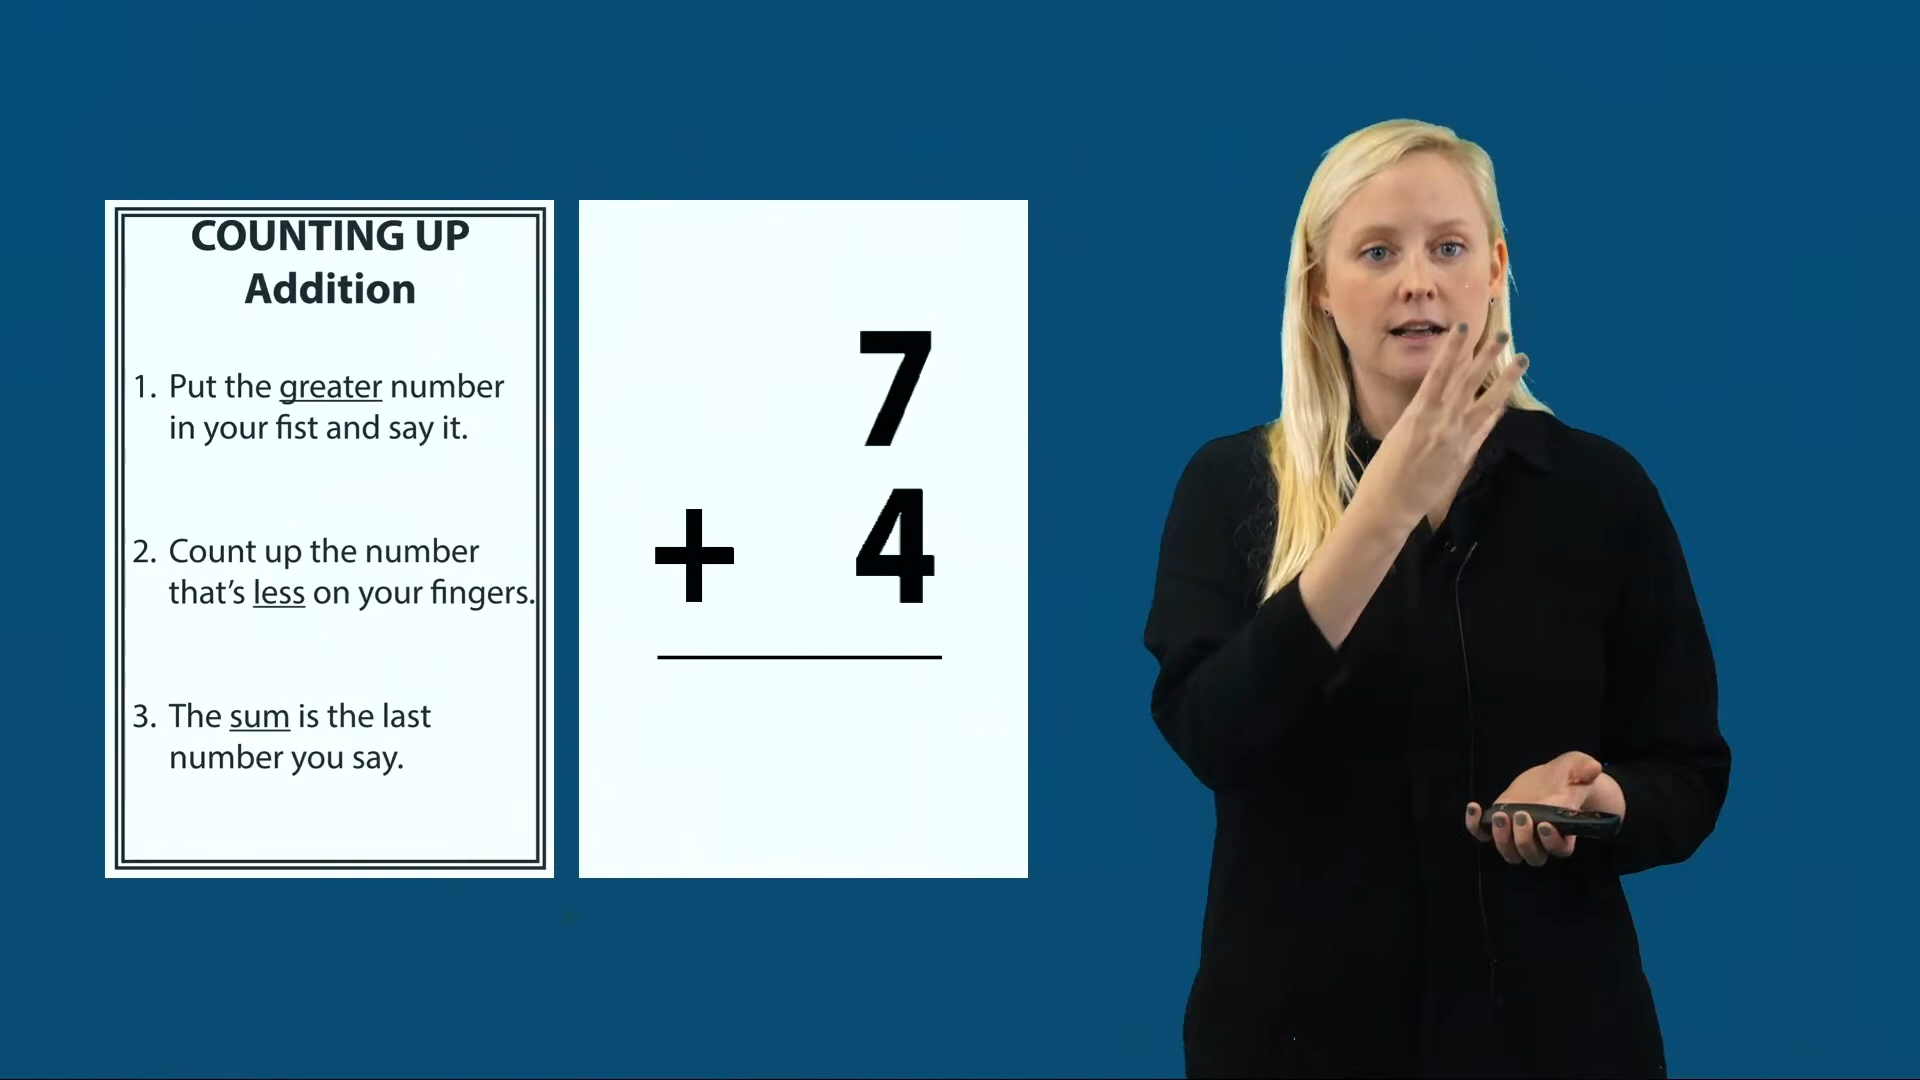 COUNTING UP
Addition
1. Put the greater number
in your fist and say it.
2. Count up the number
that’s less on your fingers.
3. The sum is the last
number you say.
7
+ 4